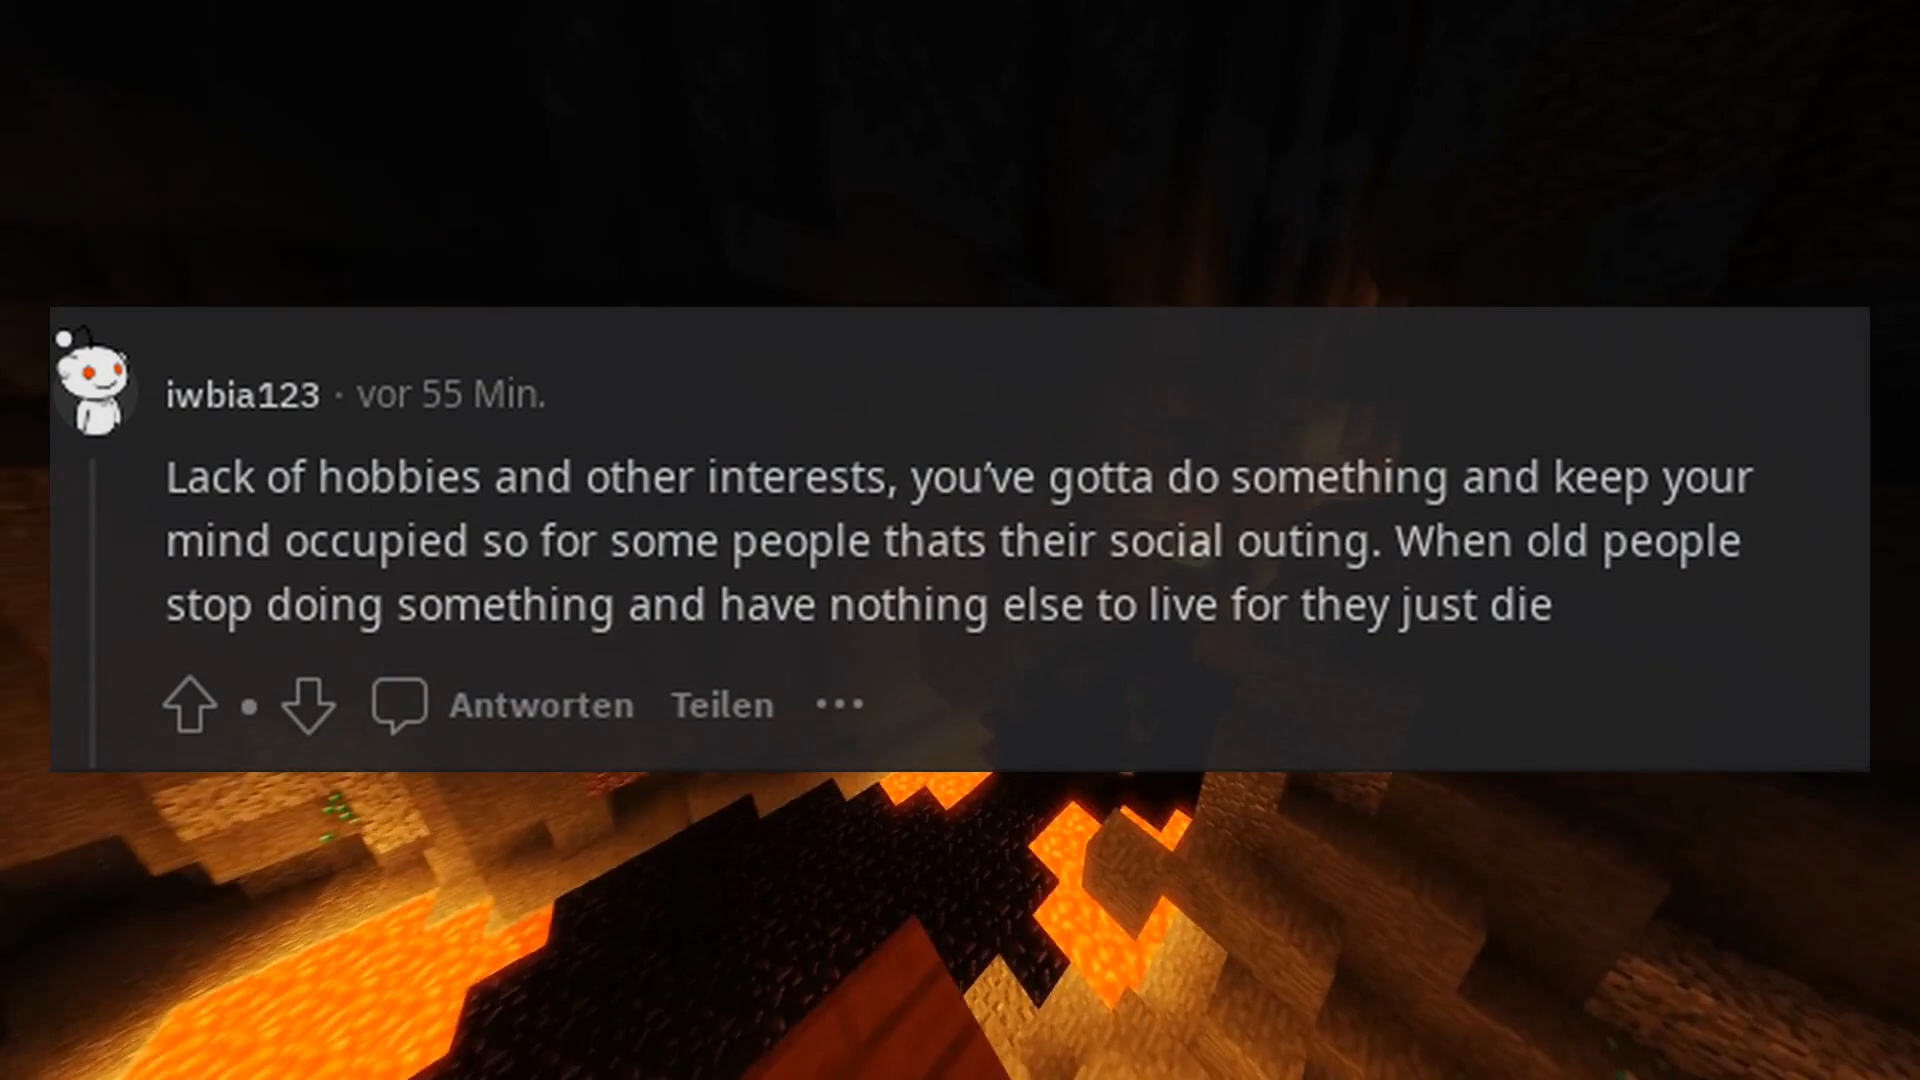 iwbia123 · vor 55 Min.
Lack of hobbies and other interests, you've gotta do something and keep your
mind occupied so for some people thats their social outing. When old people
stop doing something and have nothing else to live for they just die
Antworten Teilen •••